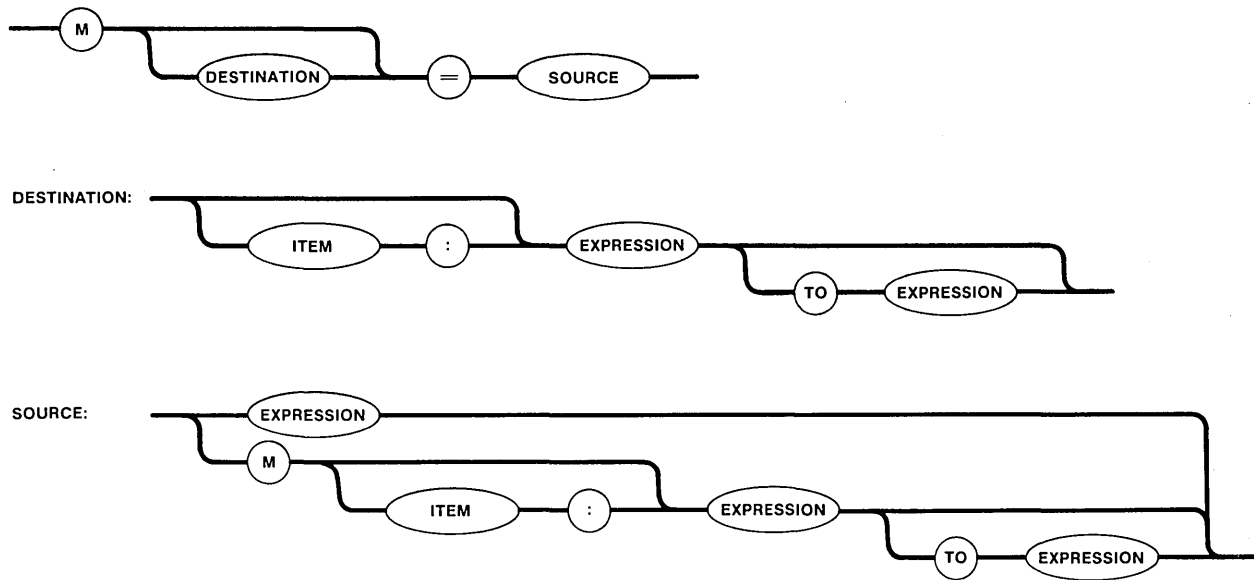 M
DESTINATION = SOURCE
DESTINATION:
ITEM : EXPRESSION
TO EXPRESSION
SOURCE: EXPRESSION
M
ITEM : EXPRESSION
TO EXPRESSION